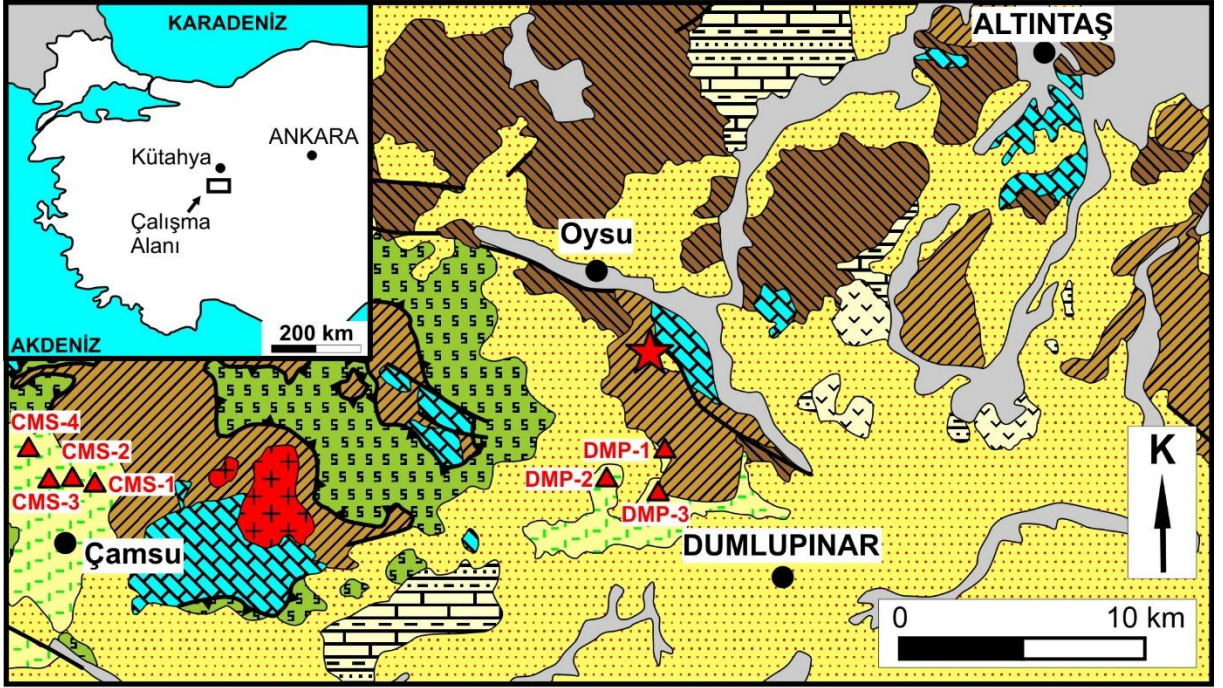 KARADENİZ
ANKARA
Kütahya
Çalışma
Alanı
200 km
AKDENİZ
ALTINTAŞ
Oysu
CMS-4
CMS-2
CMS-1
CMS-3
Çamsu
DMP-1
DMP-2
DMP-3
DUMLUPINAR
K
0 10 km